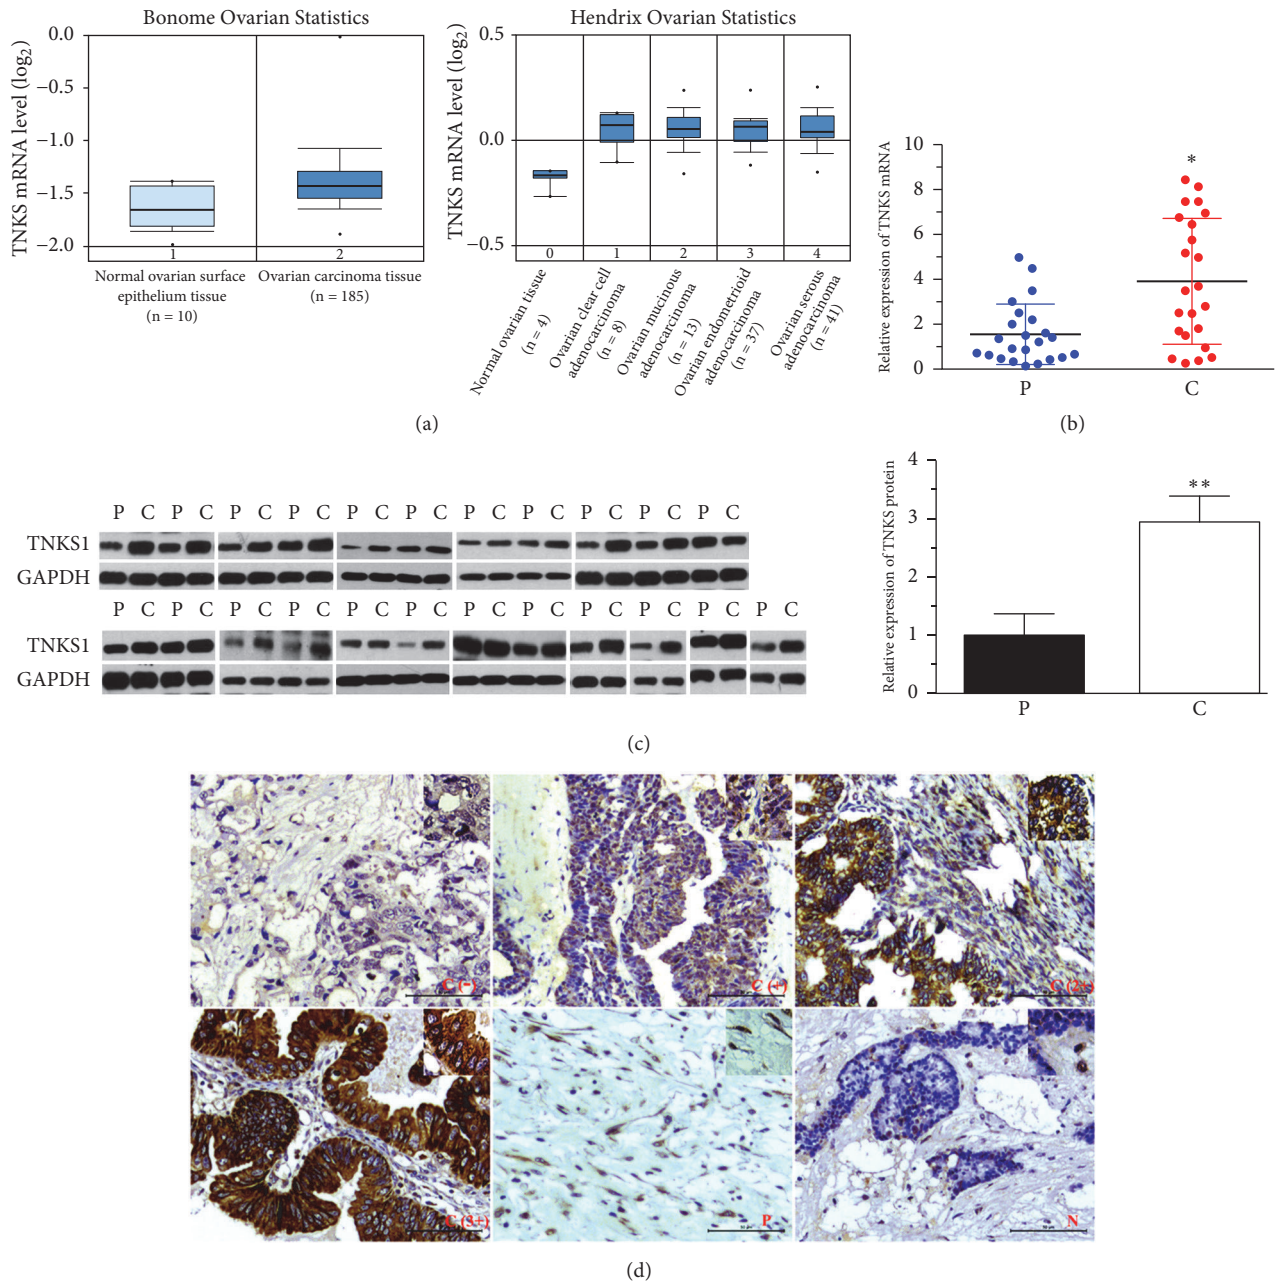 Bonome Ovarian Statistics
TNKS mRNA level (log2)
0.0
−0.5
−1.0
−1.5
−2.0
1
2
Normal ovarian surface
epithelium tissue
(n = 10)
Ovarian carcinoma tissue
(n = 185)
Hendrix Ovarian Statistics
TNKS mRNA level (log2)
0.5
0.0
−0.5
0
1
2
3
4
Normal ovarian tissue
(n = 4)
Ovarian clear cell
adenocarcinoma
(n = 8)
Ovarian mucinous
adenocarcinoma
(n = 13)
Ovarian endometrioid
adenocarcinoma
(n = 37)
Ovarian serous
adenocarcinoma
(n = 41)
(a)
Relative expression of TNKS mRNA
10
8
6
4
2
0
*
P
C
(b)
P C P C P C P C P C P C P C P C P C P C P C
TNKS1
GAPDH
P C P C P C P C P C P C P C P C P C P C P C P C
TNKS1
GAPDH
Relative expression of TNKS protein
4
3
2
1
0
**
P
C
(c)
C (-)
C (+)
C (2+)
C (3+)
P
N
(d)